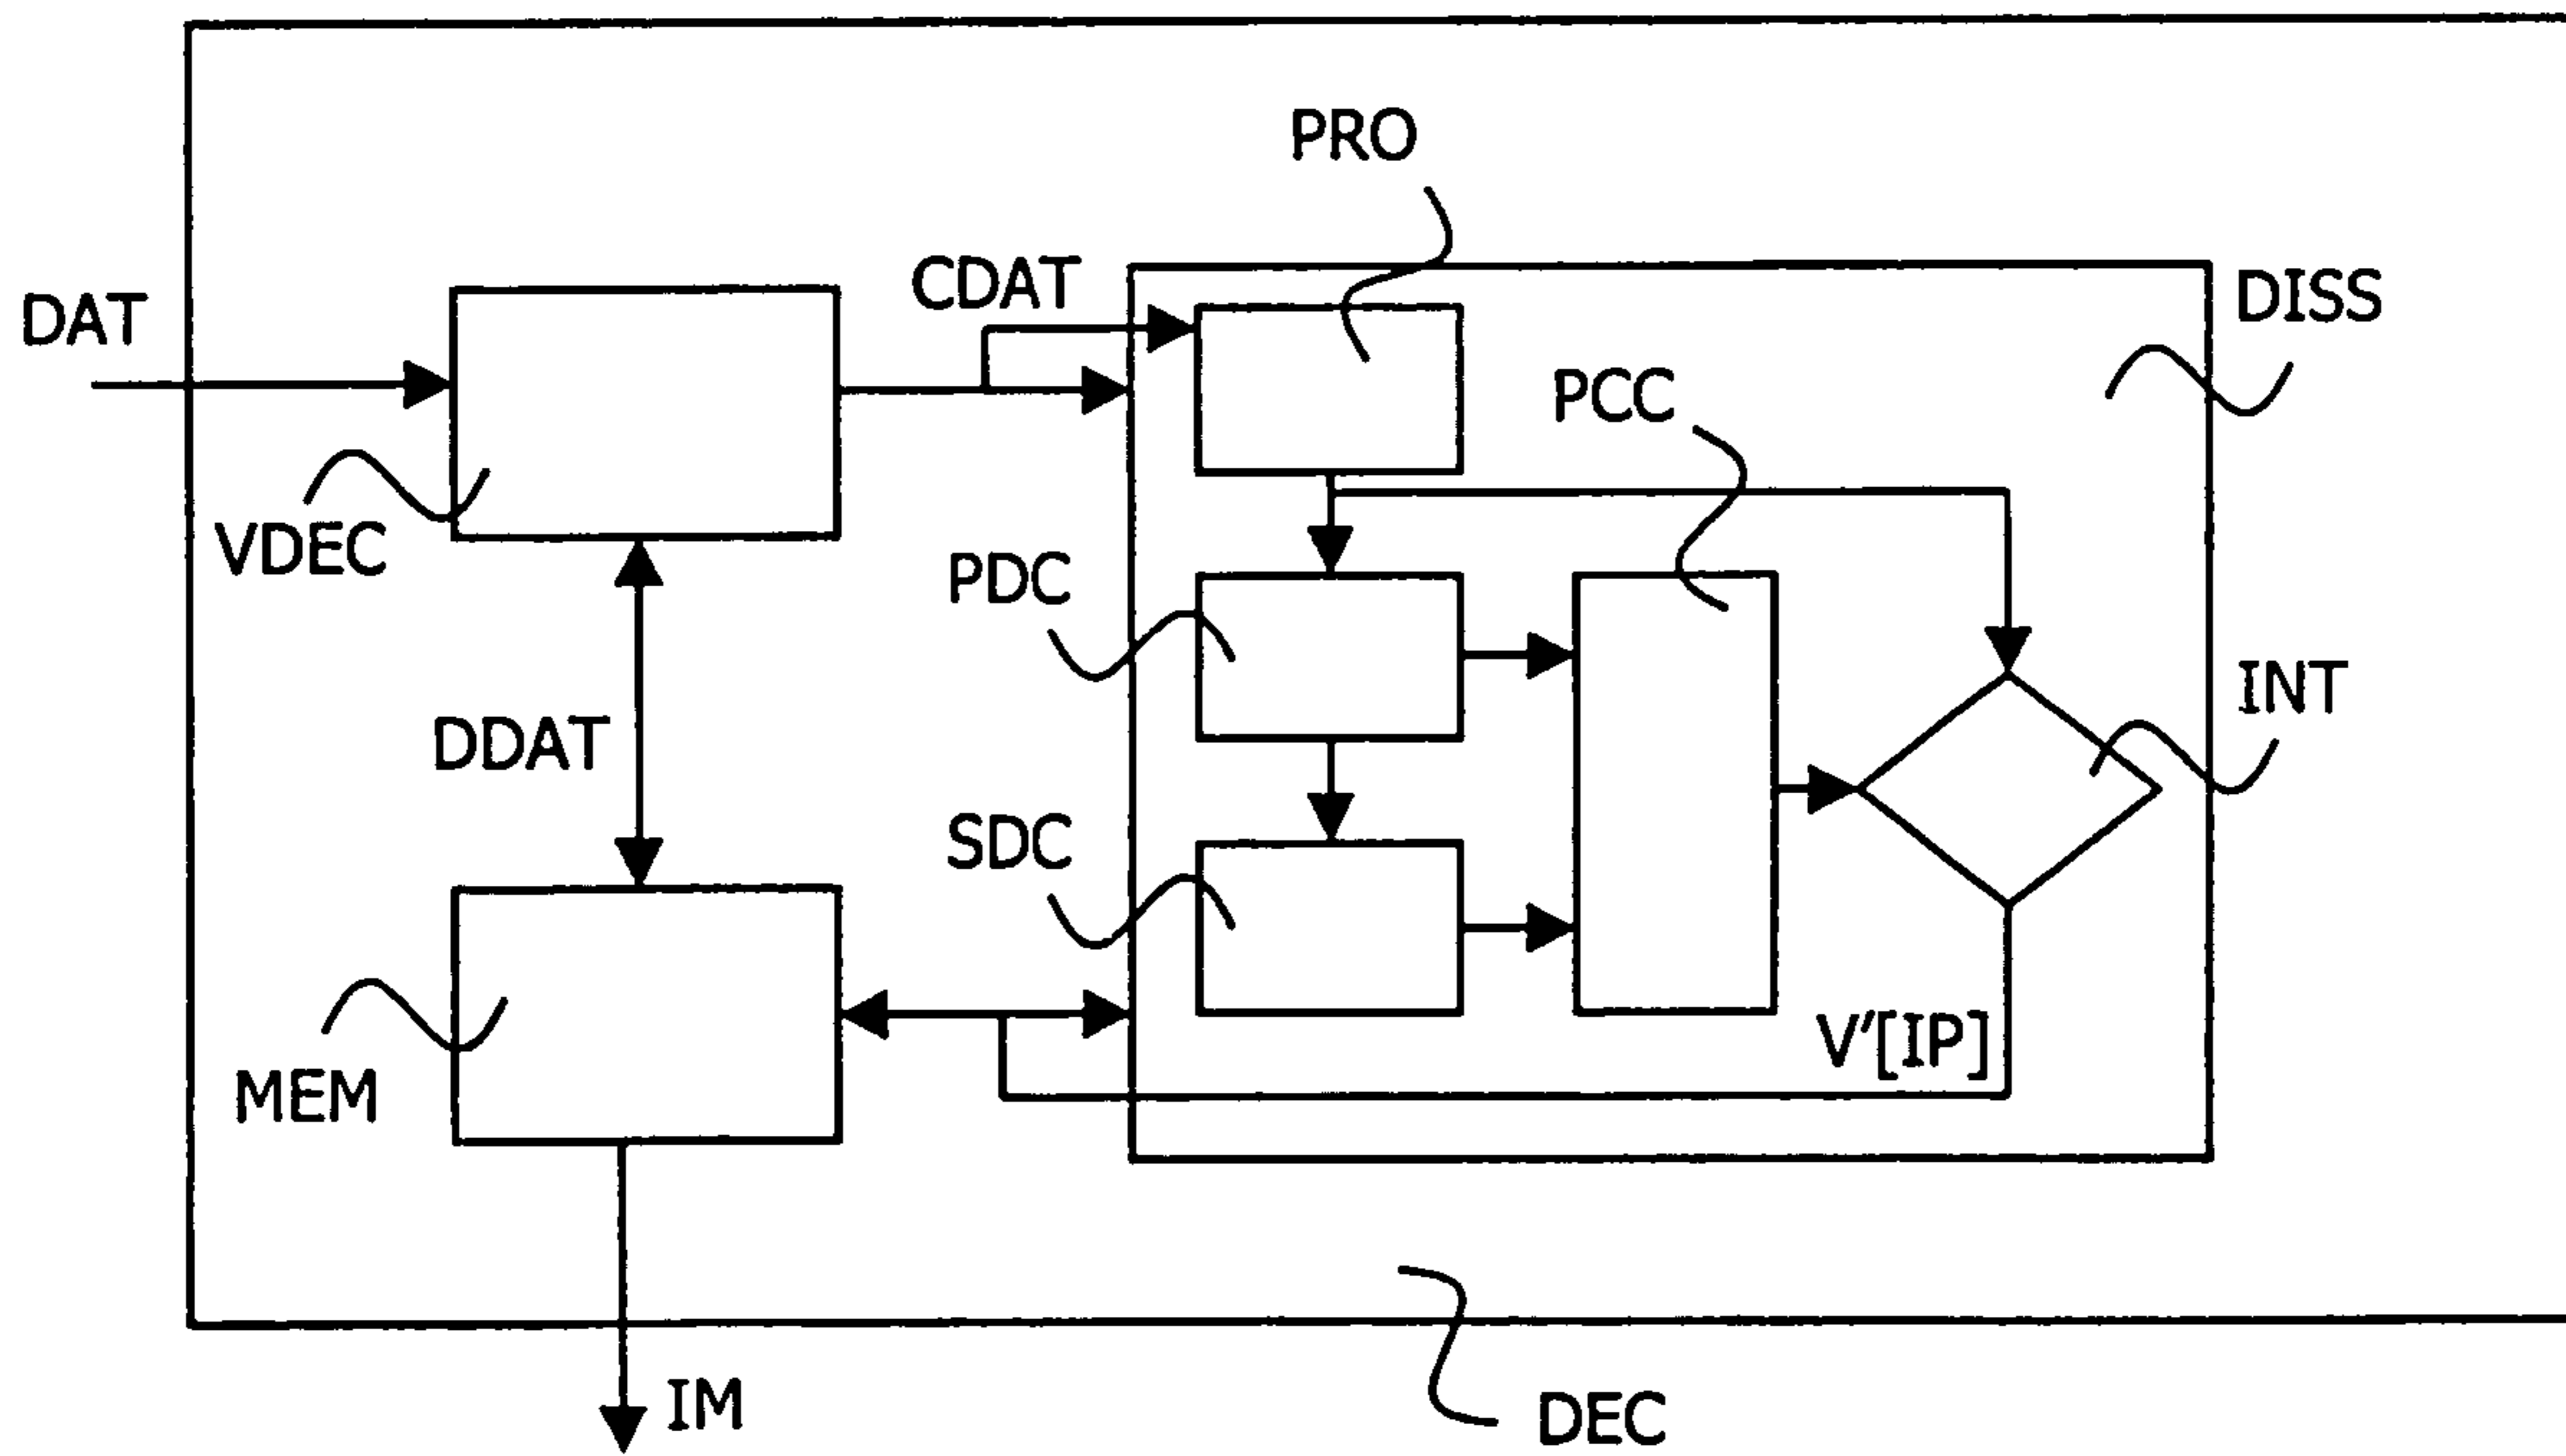 PRO
CDAT
DISS
DAT
PCC
VDEC
PDC
INT
DDAT
SDC
V'[IP]
MEM
IM
DEC